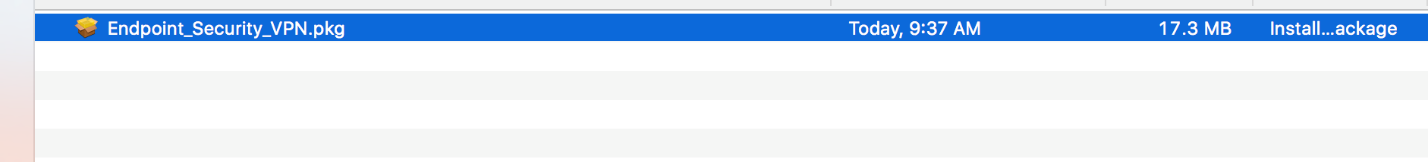 Endpoint_Security_VPN.pkg Today, 9:37 AM 17.3 MB Install...ackage